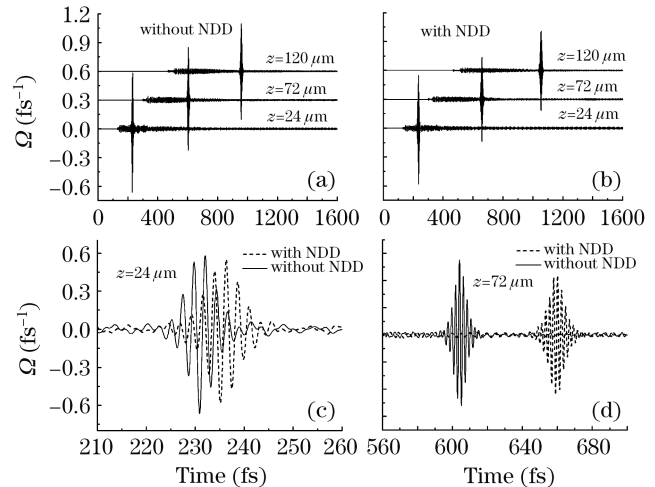 1.2
0.9
0.6
0.3
0.0
−0.3
−0.6
Ω (fs⁻¹)
without NDD
z=120 μm
z=72 μm
z=24 μm
(a)
0 400 800 1200 1600
with NDD
z=120 μm
z=72 μm
z=24 μm
(b)
0 400 800 1200 1600
0.6
0.3
0.0
−0.3
−0.6
Ω (fs⁻¹)
with NDD
without NDD
z=24 μm
(c)
210 220 230 240 250 260
Time (fs)
with NDD
without NDD
z=72 μm
(d)
560 600 640 680
Time (fs)